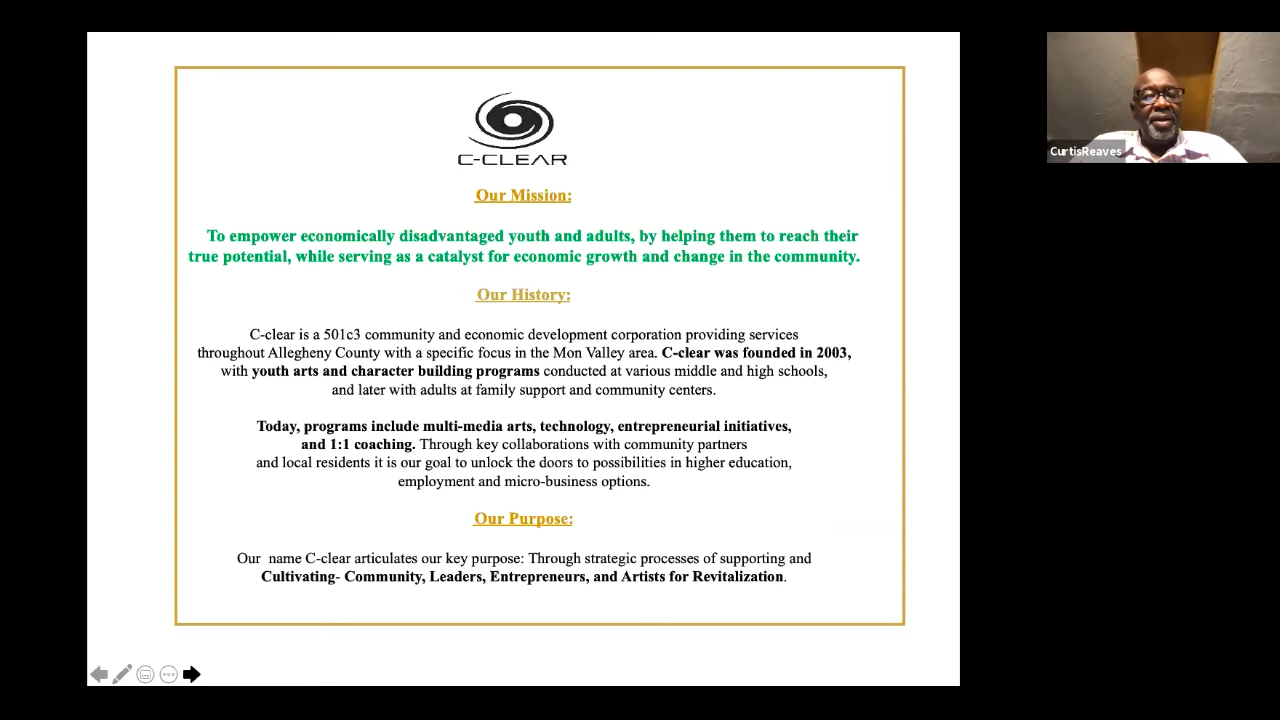 C-CLEAR
Our Mission:
To empower economically disadvantaged youth and adults, by helping them to reach their
true potential, while serving as a catalyst for economic growth and change in the community.
Our History:
C-clear is a 501c3 community and economic development corporation providing services
throughout Allegheny County with a specific focus in the Mon Valley area. C-clear was founded in 2003,
with youth arts and character building programs conducted at various middle and high schools,
and later with adults at family support and community centers.
Today, programs include multi-media arts, technology, entrepreneurial initiatives,
and 1:1 coaching. Through key collaborations with community partners
and local residents it is our goal to unlock the doors to possibilities in higher education,
employment and micro-business options.
Our Purpose:
Our  name C-clear articulates our key purpose: Through strategic processes of supporting and
Cultivating- Community, Leaders, Entrepreneurs, and Artists for Revitalization.
CurtisReaves